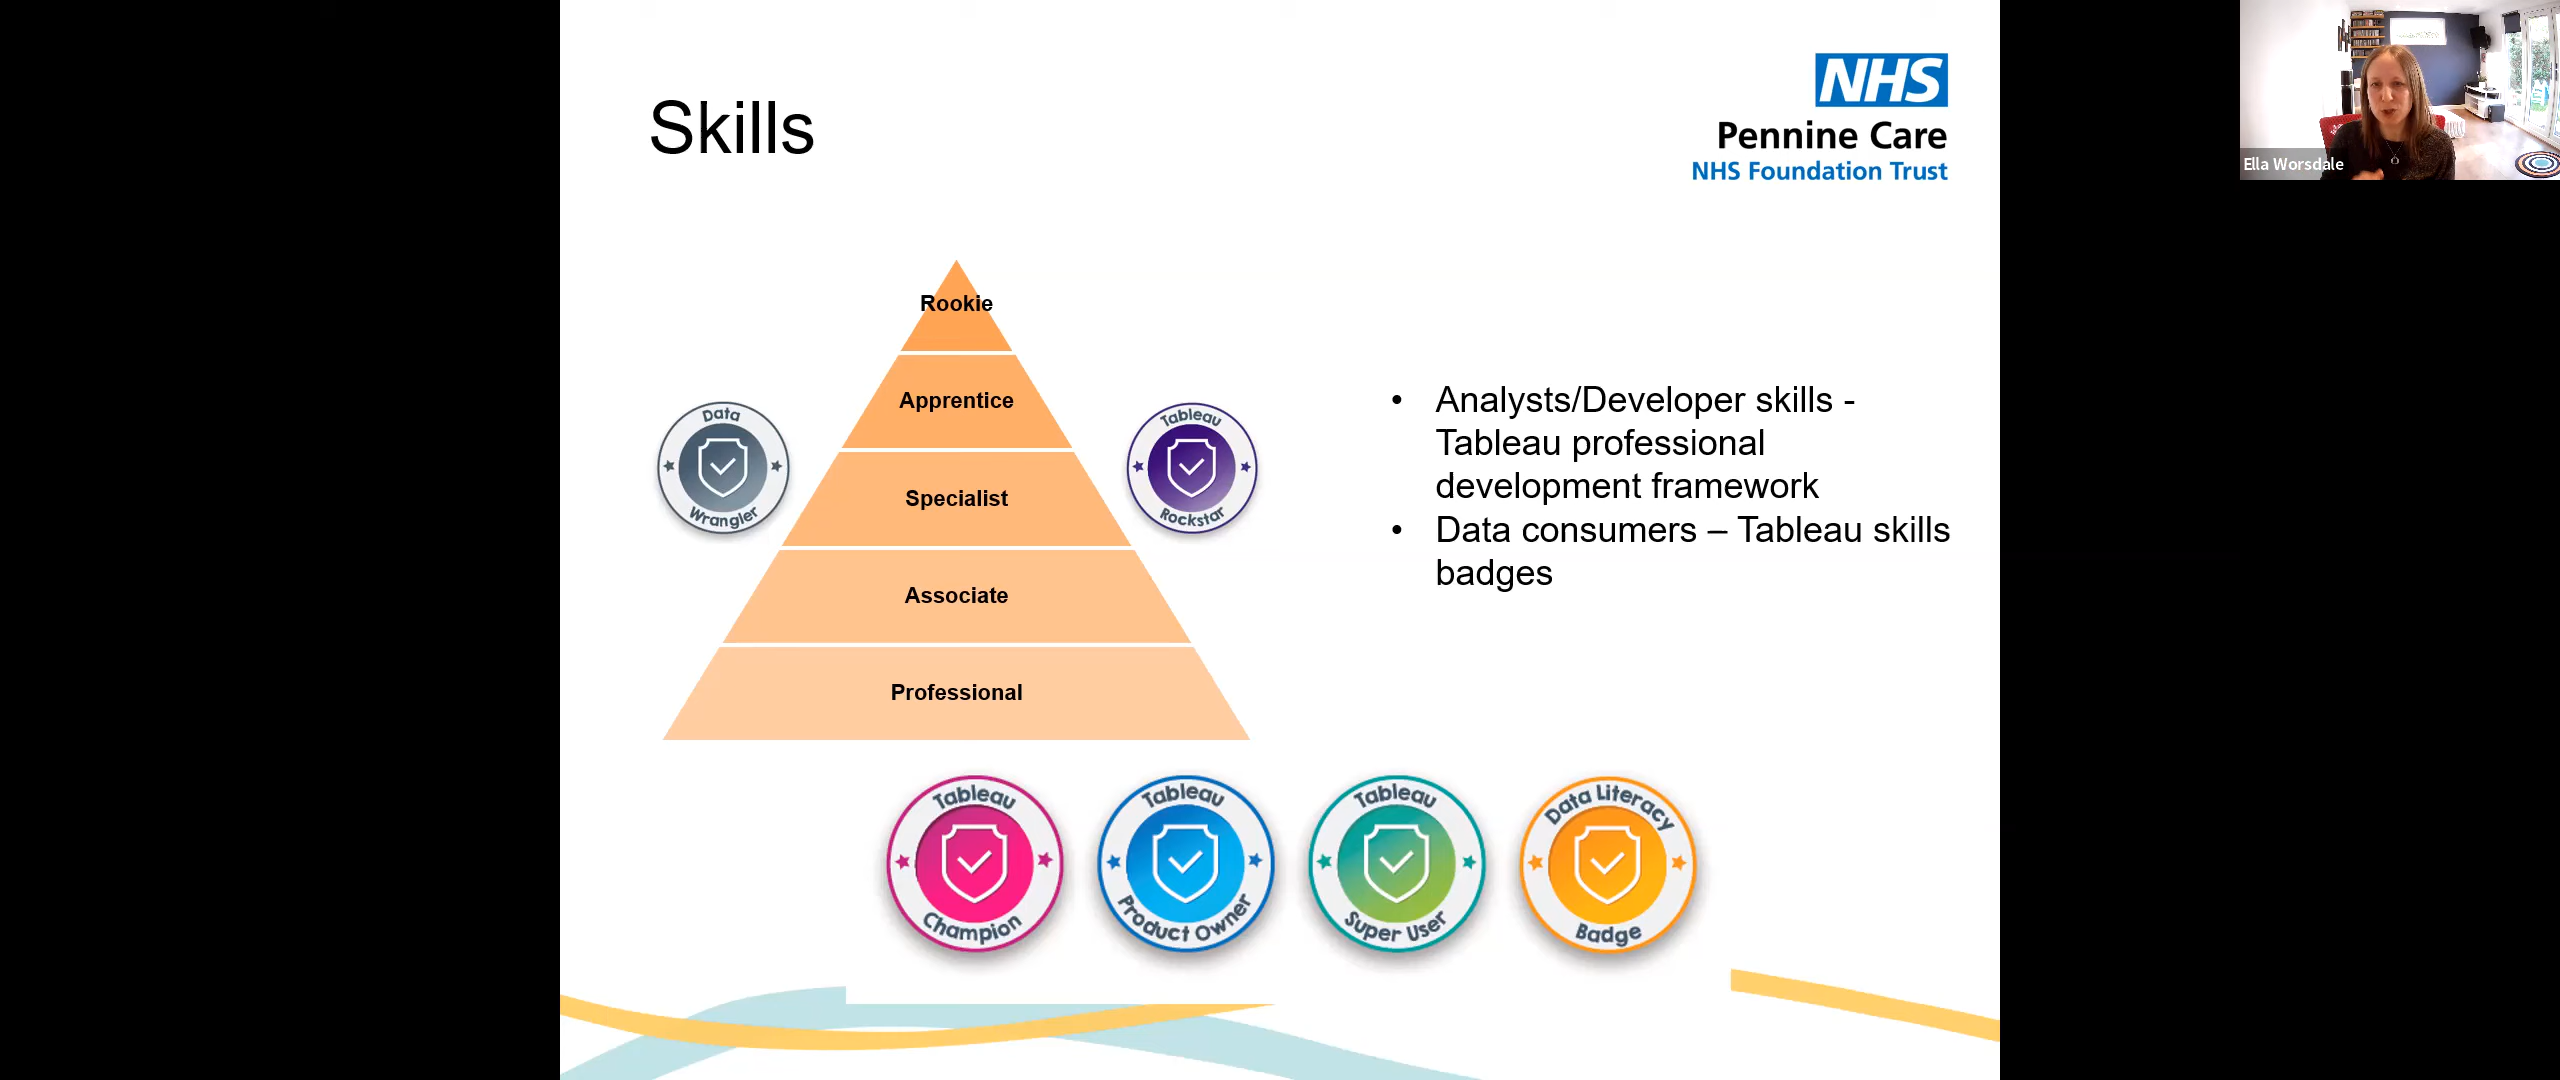 Skills
NHS
Pennine Care
NHS Foundation Trust
Ella Worsdale
Rookie
Apprentice
Specialist
Associate
Professional
Data
Wrangler
Tableau
Rockstar
• Analysts/Developer skills -
Tableau professional
development framework
• Data consumers – Tableau skills
badges
Tableau
Champion
Tableau
Product Owner
Tableau
Super User
Data Literacy
Badge